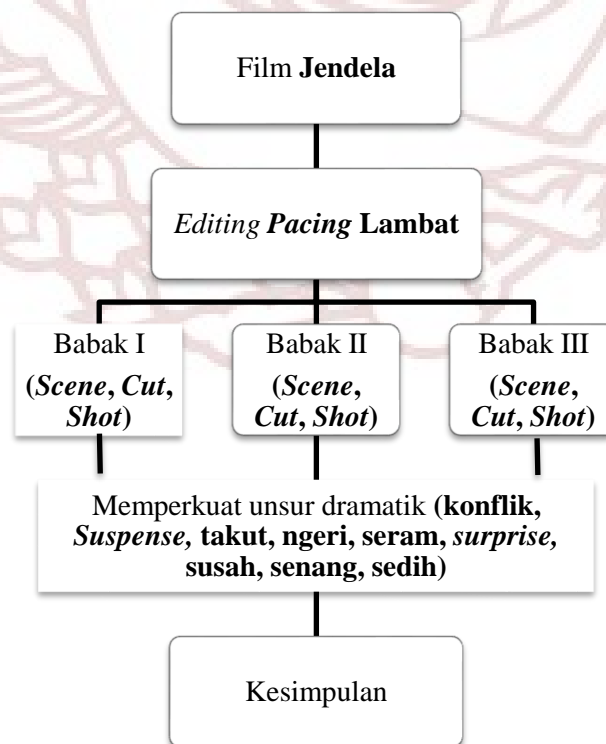 Film Jendela
Editing Pacing Lambat
Babak I
(Scene, Cut,
Shot)
Babak II
(Scene,
Cut, Shot)
Babak III
(Scene,
Cut, Shot)
Memperkuat unsur dramatik (konflik,
Suspense, takut, ngeri, seram, surprise,
susah, senang, sedih)
Kesimpulan